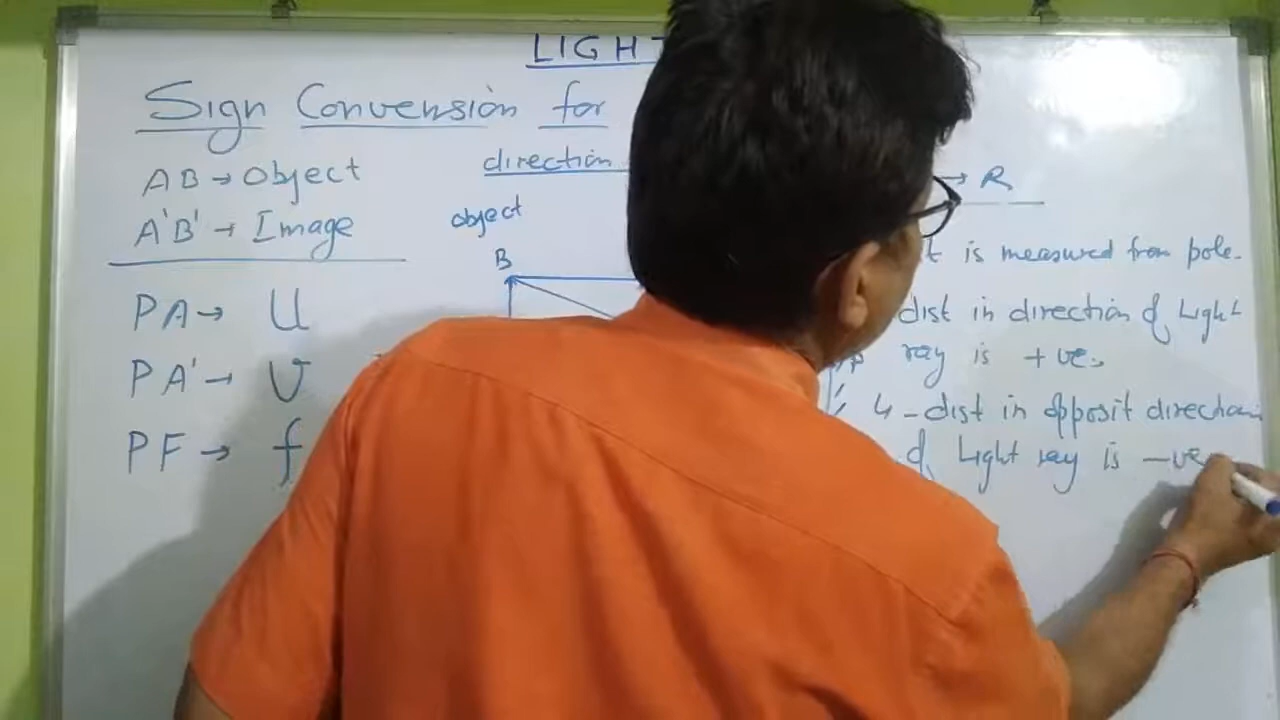 LIGHT
Sign Convension for
AB → Object
A'B' → Image
PA → U
PA' → V
PF → f
direction
→ R
object
B
is measured from pole.
dist in direction of Light
ray is +ve.
4 - dist in opposit direction
of Light ray is -ve